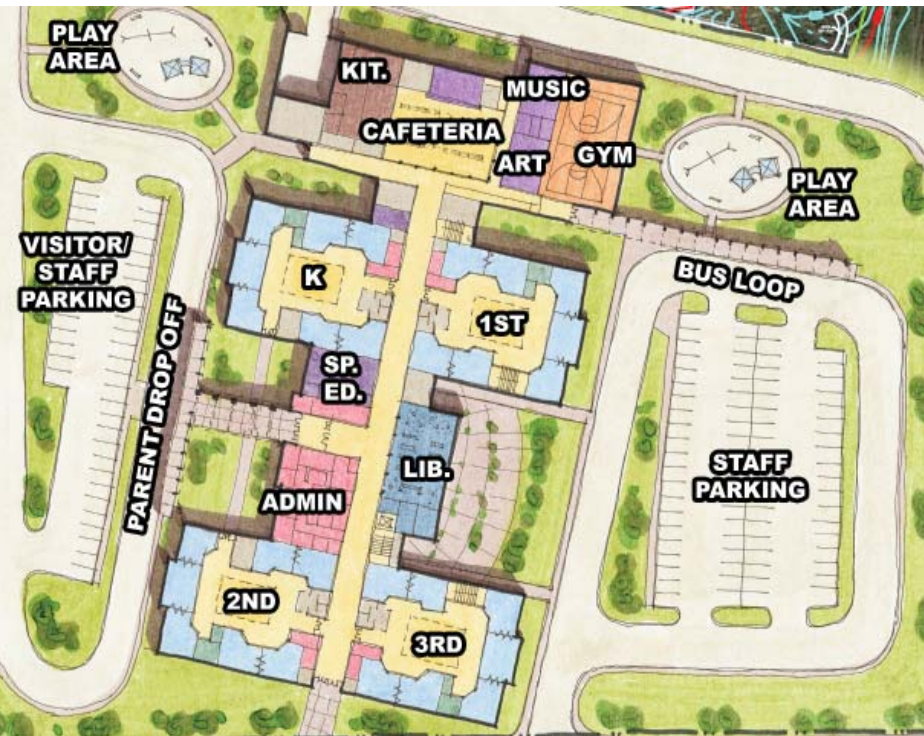 PLAY
AREA
KIT.
MUSIC
CAFETERIA
ART
GYM
PLAY
AREA
VISITOR/
STAFF
PARKING
K
BUS LOOP
1ST
SP.
ED.
PARENT DROP OFF
LIB.
STAFF
PARKING
ADMIN
2ND
3RD